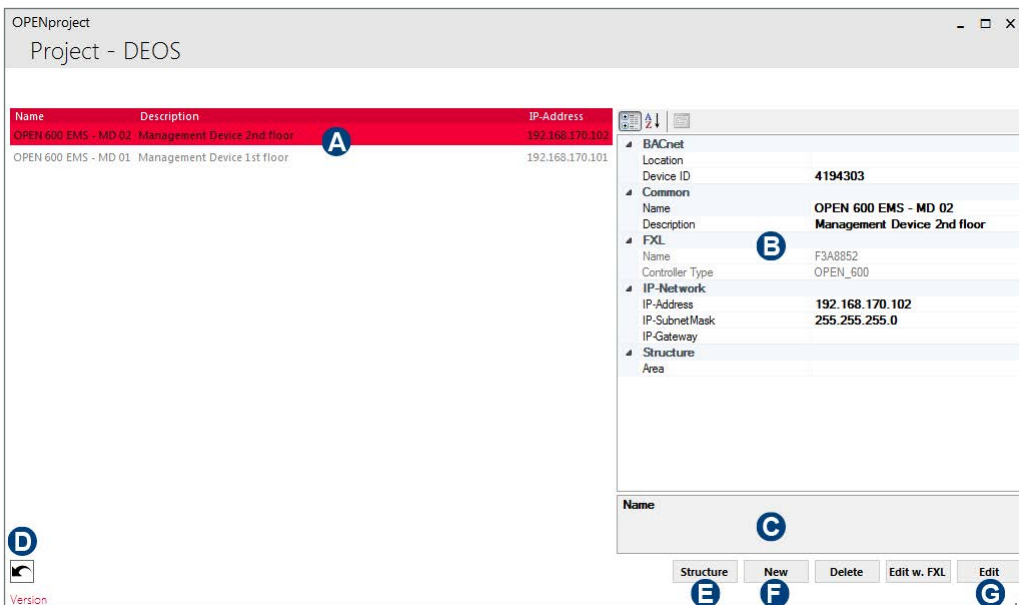 OPENproject
Project - DEOS
Name Description IP-Address
OPEN 600 EMS - MD 02 Management Device 2nd floor 192.168.170.102
OPEN 600 EMS - MD 01 Management Device 1st floor 192.168.170.101
A
BACnet
Location
Device ID 4194303
Common
Name OPEN 600 EMS - MD 02
Description Management Device 2nd floor
FXL
Name F3A8852
Controller Type OPEN_600
IP-Network
IP-Address 192.168.170.102
IP-SubnetMask 255.255.255.0
IP-Gateway
Structure
Area
B
Name
C
D
Structure New Delete Edit w. FXL Edit
E F G
Version